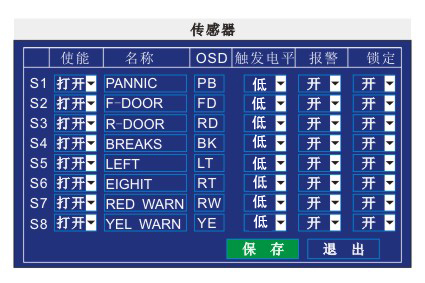 传感器
使能 名称 OSD 触发电平 报警 锁定
S1 打开 PANNIC PB 低 开 开
S2 打开 F-DOOR FD 低 开 开
S3 打开 R-DOOR RD 低 开 开
S4 打开 BREAKS BK 低 开 开
S5 打开 LEFT LT 低 开 开
S6 打开 EIGHIT RT 低 开 开
S7 打开 RED WARN RW 低 开 开
S8 打开 YEL WARN YE 低 开 开
保存 退出